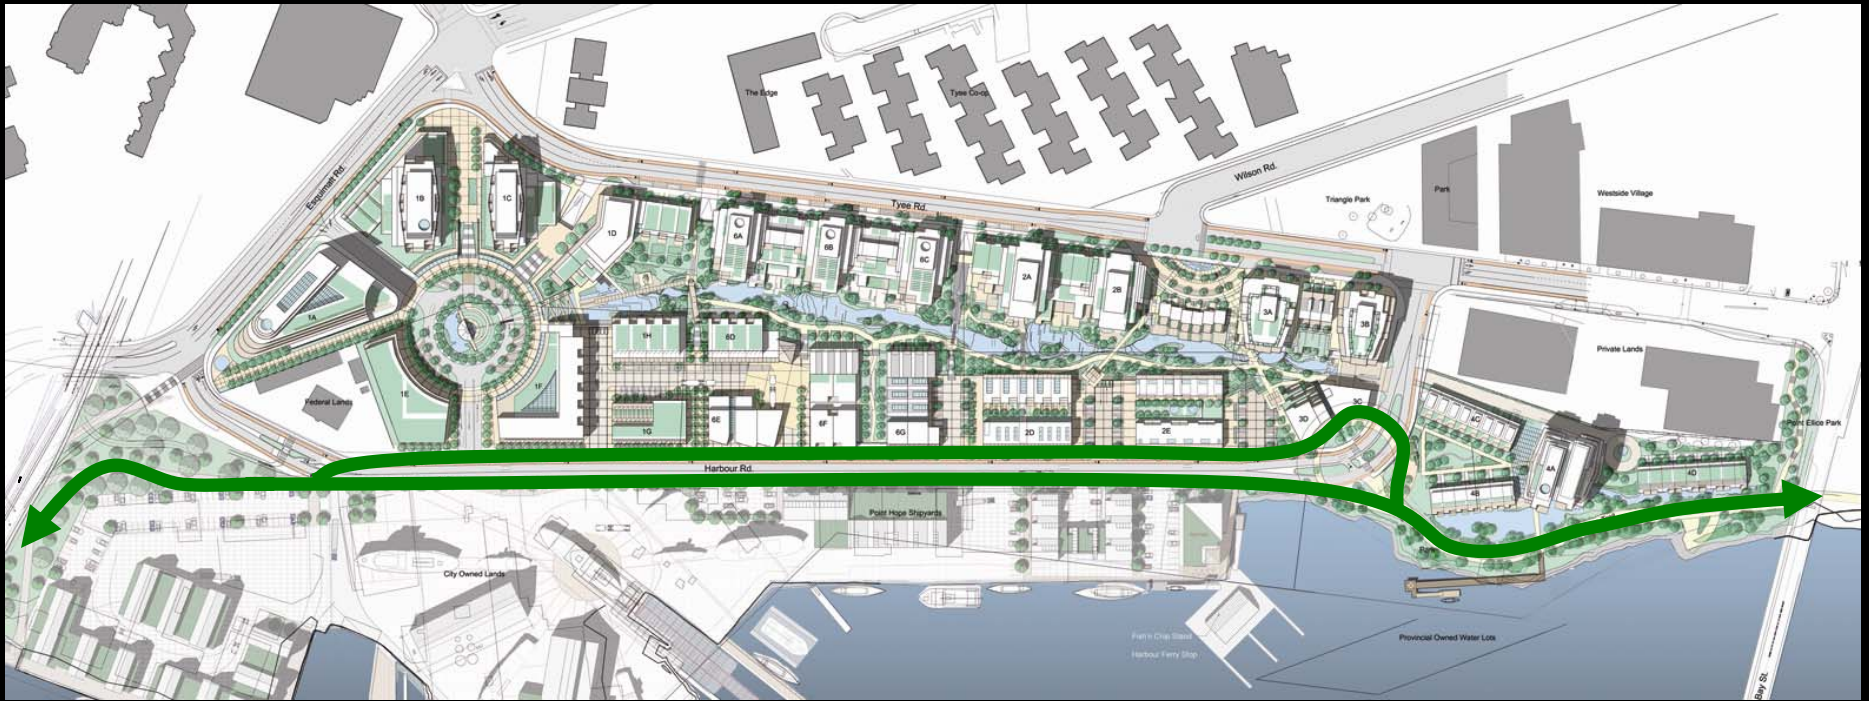 The Edge
Tyee Co-op
Esquimalt Rd.
Wilson Rd.
Park
Westside Village
Triangle Park
Tyee Rd.
1B
1C
1D
6A
6B
6C
2A
2B
3A
3B
1A
1H
6D
Private Lands
Federal Lands
1E
1F
1G
6E
6F
6G
2D
2E
3D
3C
4C
Point Ellice Park
4A
4D
4B
Harbour Rd.
Point Hope Shipyards
Park
City Owned Lands
Fish'n Chip Stand
Harbour Ferry Stop
Provincial Owned Water Lots
Bay St.